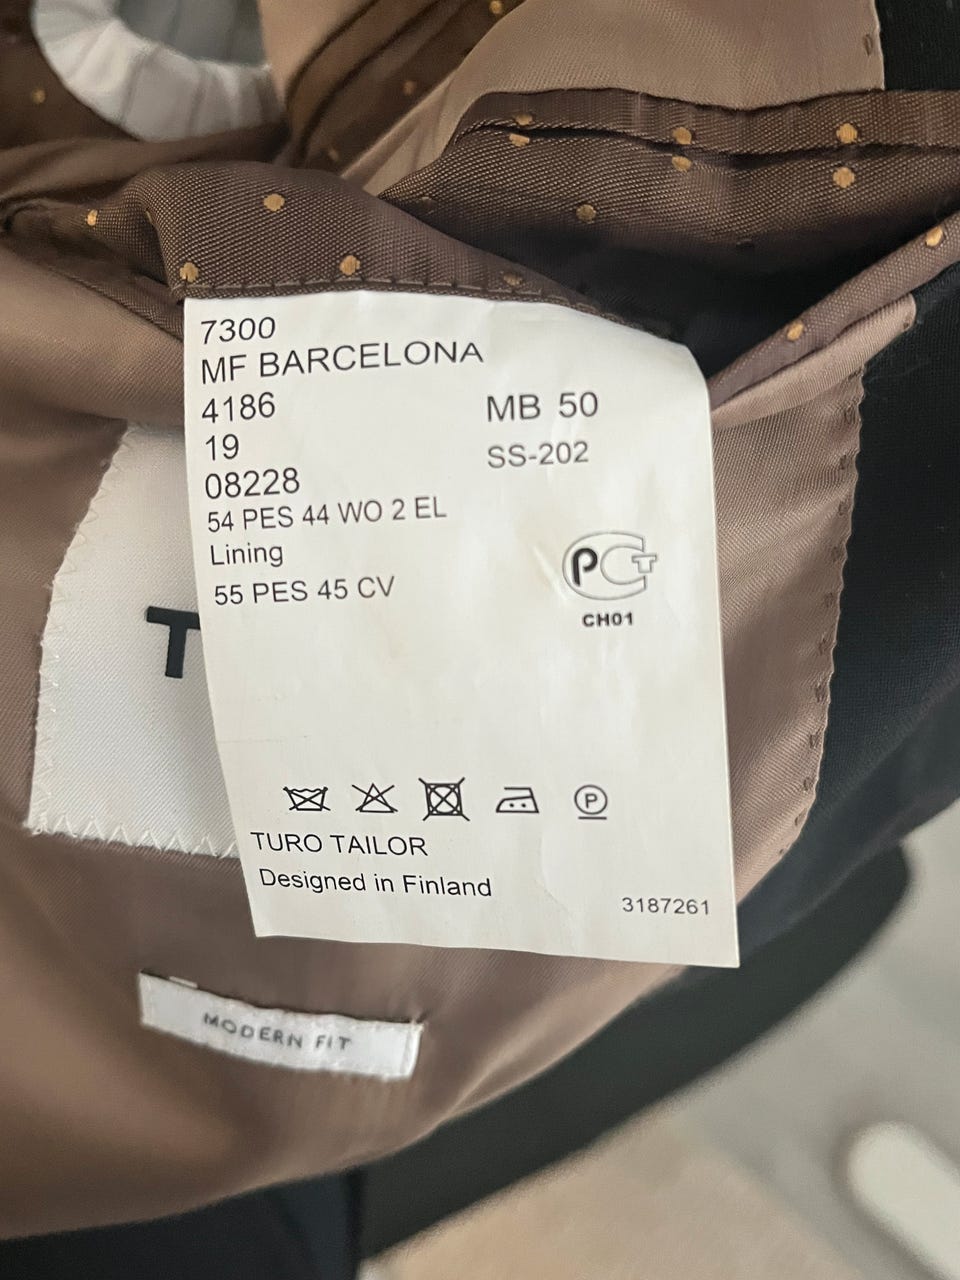 7300
MF BARCELONA
4186 MB 50
19 SS-202
08228
54 PES 44 WO 2 EL
Lining
55 PES 45 CV
РСТ
CH01
P
TURO TAILOR
Designed in Finland
3187261
T
MODERN FIT